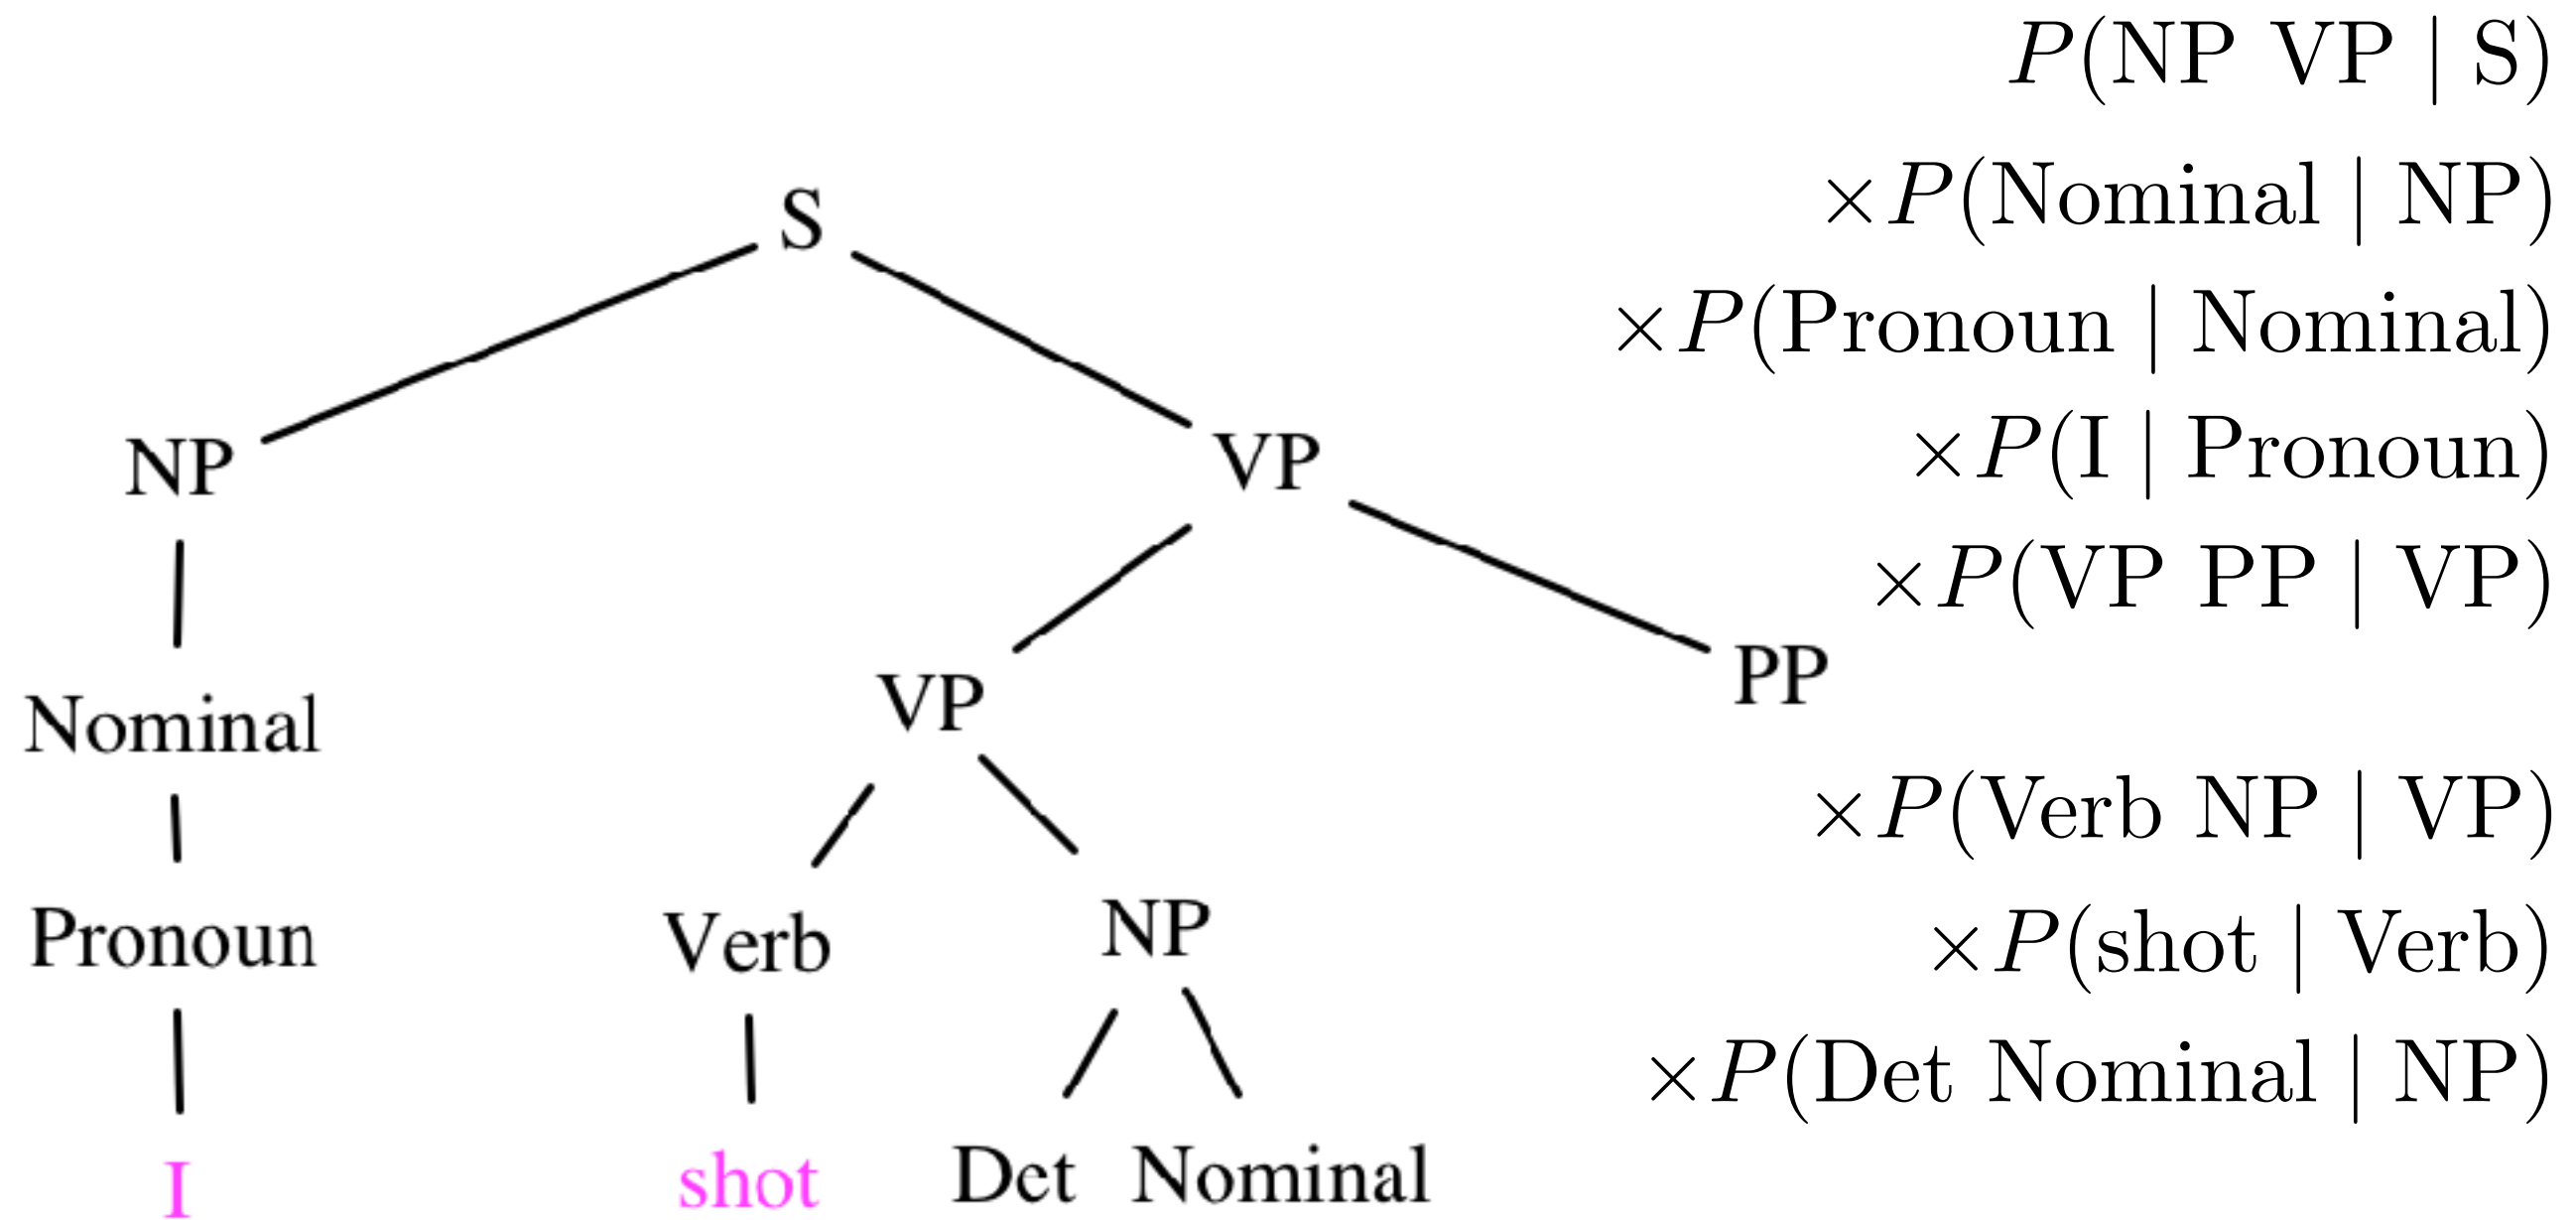 P(NP VP | S)
×P(Nominal | NP)
S
×P(Pronoun | Nominal)
NP VP ×P(I | Pronoun)
×P(VP PP | VP)
Nominal VP PP
×P(Verb NP | VP)
Pronoun Verb NP ×P(shot | Verb)
×P(Det Nominal | NP)
I shot Det Nominal